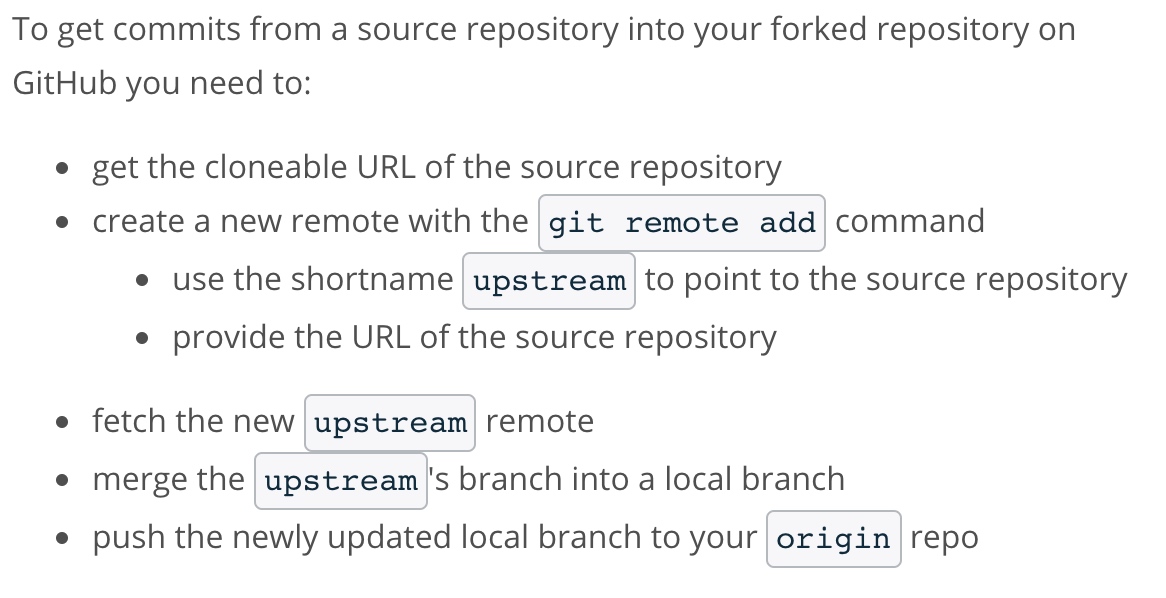 To get commits from a source repository into your forked repository on
GitHub you need to:
• get the cloneable URL of the source repository
• create a new remote with the git remote add command
• use the shortname upstream to point to the source repository
• provide the URL of the source repository
• fetch the new upstream remote
• merge the upstream's branch into a local branch
• push the newly updated local branch to your origin repo